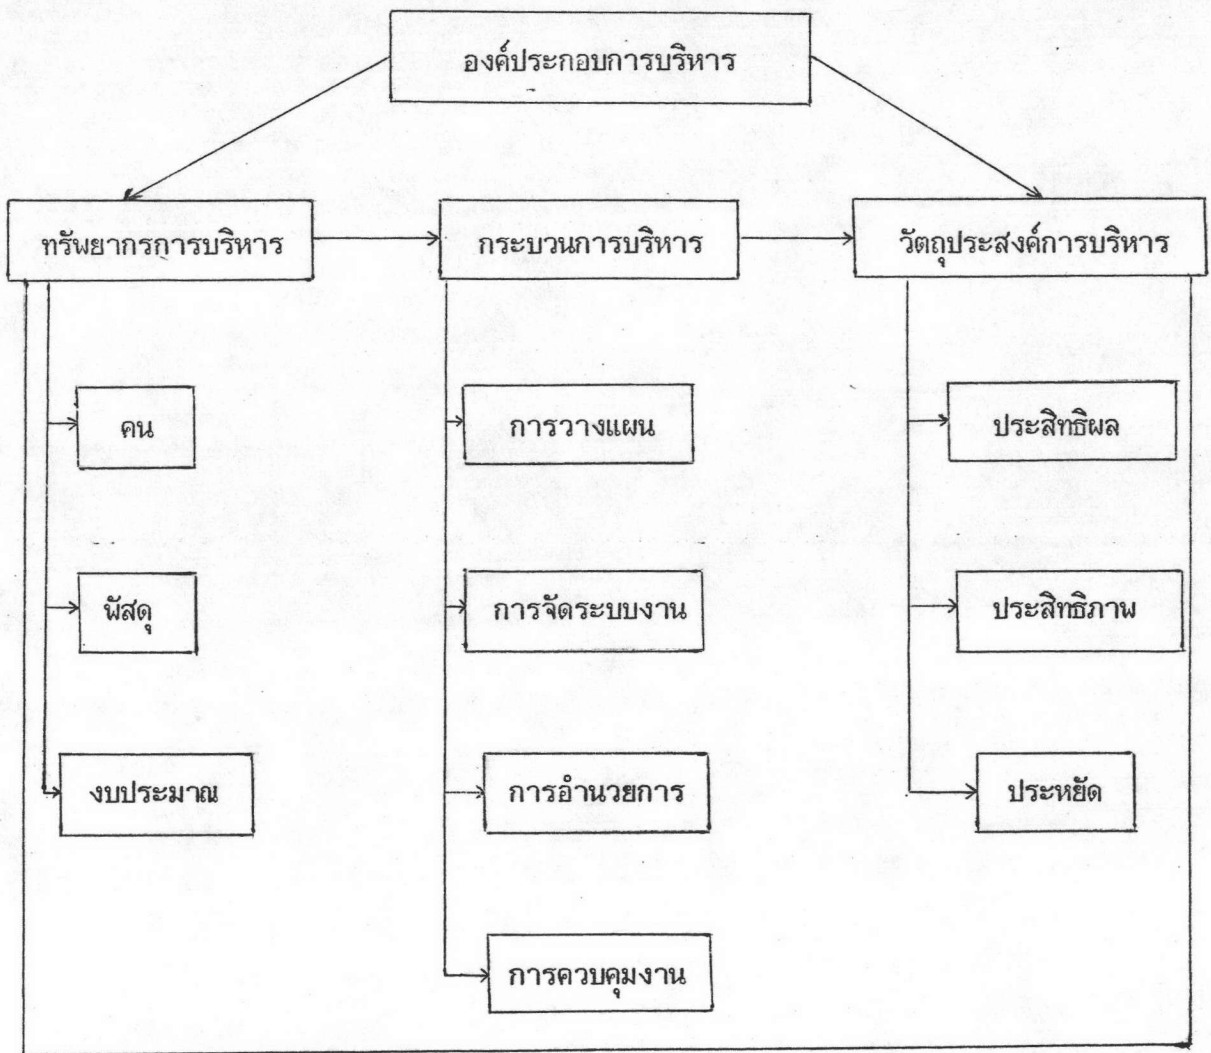 องค์ประกอบการบริหาร
ทรัพยากรการบริหาร
กระบวนการบริหาร
วัตถุประสงค์การบริหาร
คน
การวางแผน
ประสิทธิผล
พัสดุ
การจัดระบบงาน
ประสิทธิภาพ
งบประมาณ
การอำนวยการ
ประหยัด
การควบคุมงาน